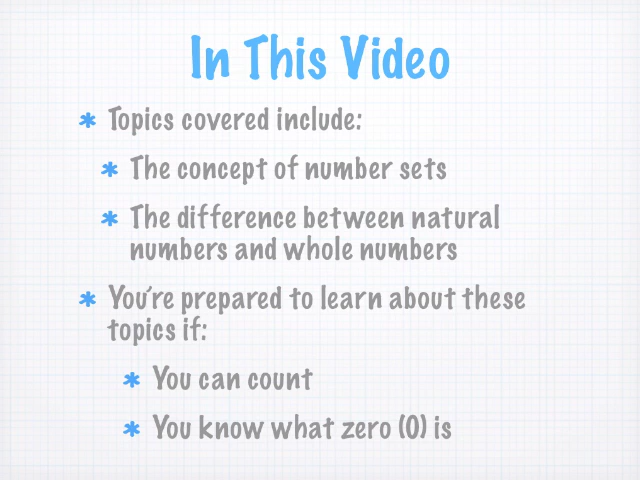 In This Video
* Topics covered include:
* The concept of number sets
* The difference between natural
numbers and whole numbers
* You're prepared to learn about these
topics if:
* You can count
* You know what zero (0) is